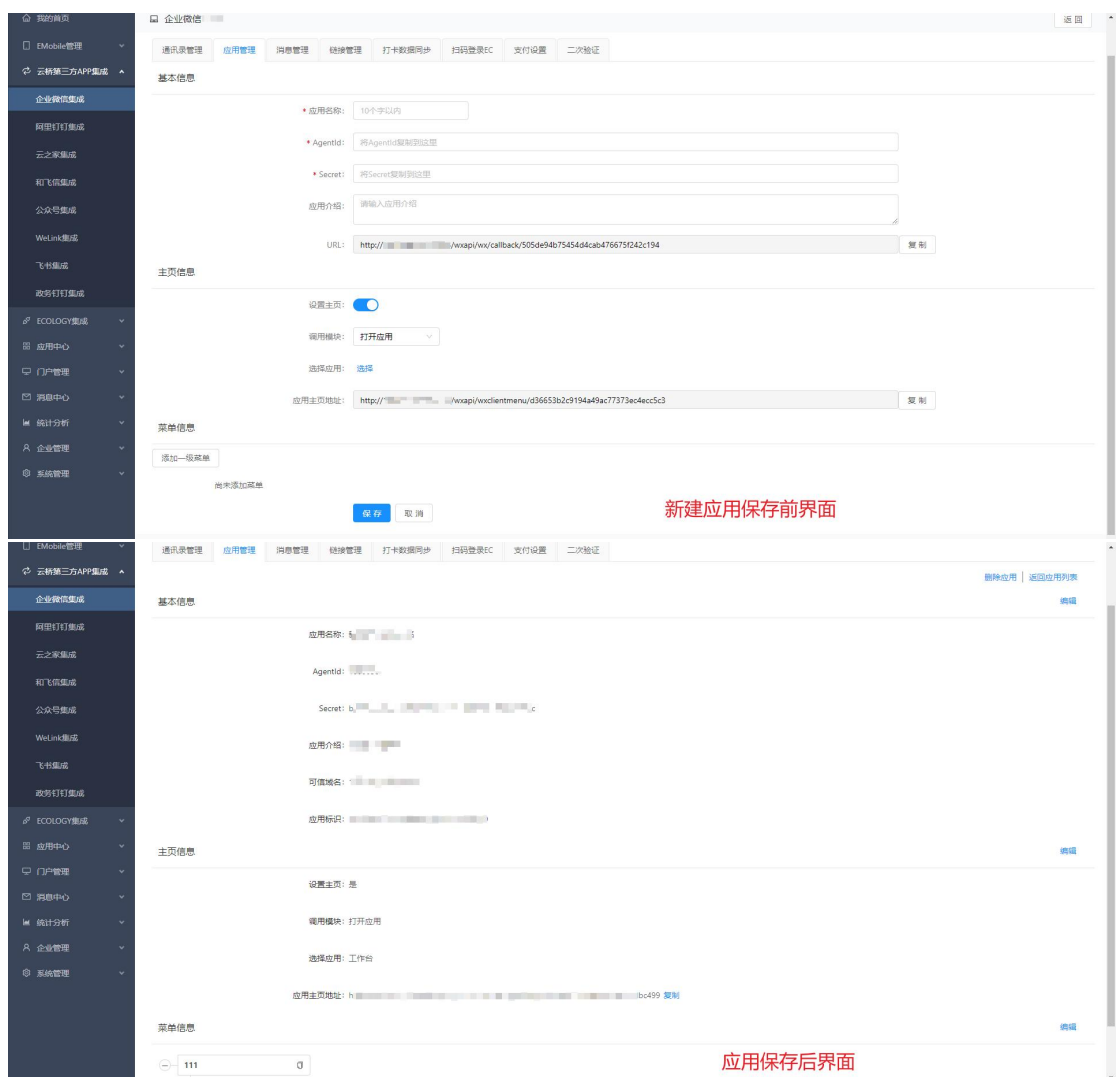 我的首页
企业微信
返 回
EMobile管理
通讯录管理 应用管理 消息管理 链接管理 打卡数据同步 扫码登录EC 支付设置 二次验证
云桥第三方APP集成
基本信息
企业微信集成
* 应用名称: 10个字以内
阿里钉钉集成
* AgentId: 将AgentId复制到这里
云之家集成
* Secret: 将Secret复制到这里
和飞信集成
应用介绍: 请输入应用介绍
公众号集成
WeLink集成
URL: http:// /wxapi/wx/callback/505de94b75454d4cab476675f242c194 复 制
飞书集成
主页信息
政务钉钉集成
设置主页:
ECOLOGY集成
调用模块: 打开应用
应用中心
门户管理
选择应用: 选择
消息中心
应用主页地址: http:// /wxapi/wxclientmenu/d36653b2c9194a49ac77373ec4ecc5c3 复 制
统计分析
菜单信息
企业管理
添加一级菜单
系统管理
尚未添加菜单
保 存 取 消
新建应用保存前界面
EMobile管理
通讯录管理 应用管理 消息管理 链接管理 打卡数据同步 扫码登录EC 支付设置 二次验证
云桥第三方APP集成
删除应用 | 返回应用列表
企业微信集成
基本信息 编辑
阿里钉钉集成
应用名称:
云之家集成
AgentId:
和飞信集成
公众号集成
Secret: b c
WeLink集成
应用介绍:
飞书集成
可信域名:
政务钉钉集成
应用标识:
ECOLOGY集成
应用中心
主页信息 编辑
门户管理
设置主页: 是
消息中心
统计分析
调用模块: 打开应用
企业管理
选择应用: 工作台
系统管理
应用主页地址: h bc499 复制
菜单信息 编辑
111
应用保存后界面